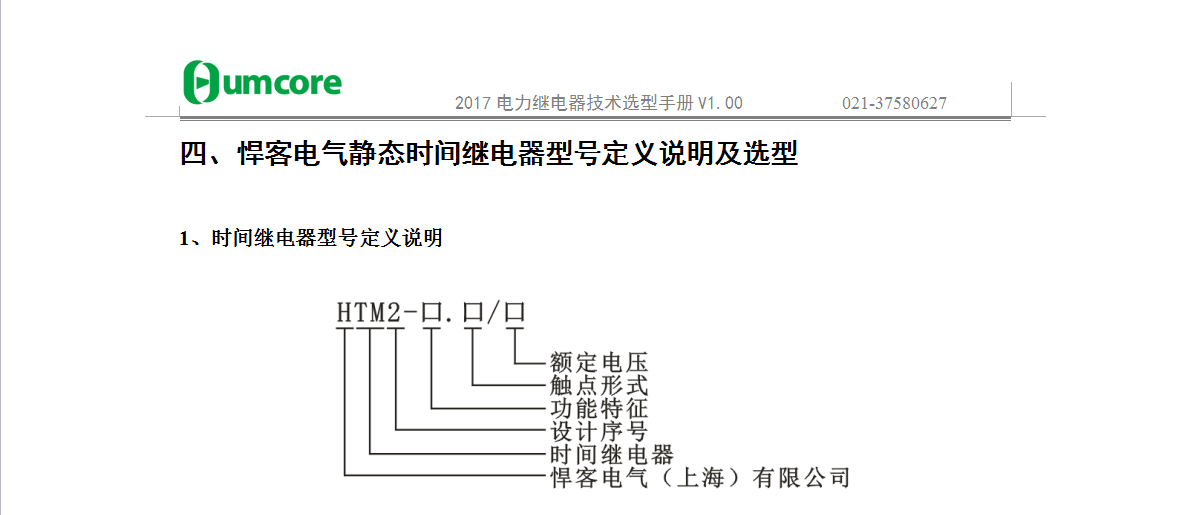 Humcore
2017 电力继电器技术选型手册 V1.00 021-37580627
四、悍客电气静态时间继电器型号定义说明及选型
1、时间继电器型号定义说明
HTM2-口.口/口
额定电压
触点形式
功能特征
设计序号
时间继电器
悍客电气（上海）有限公司